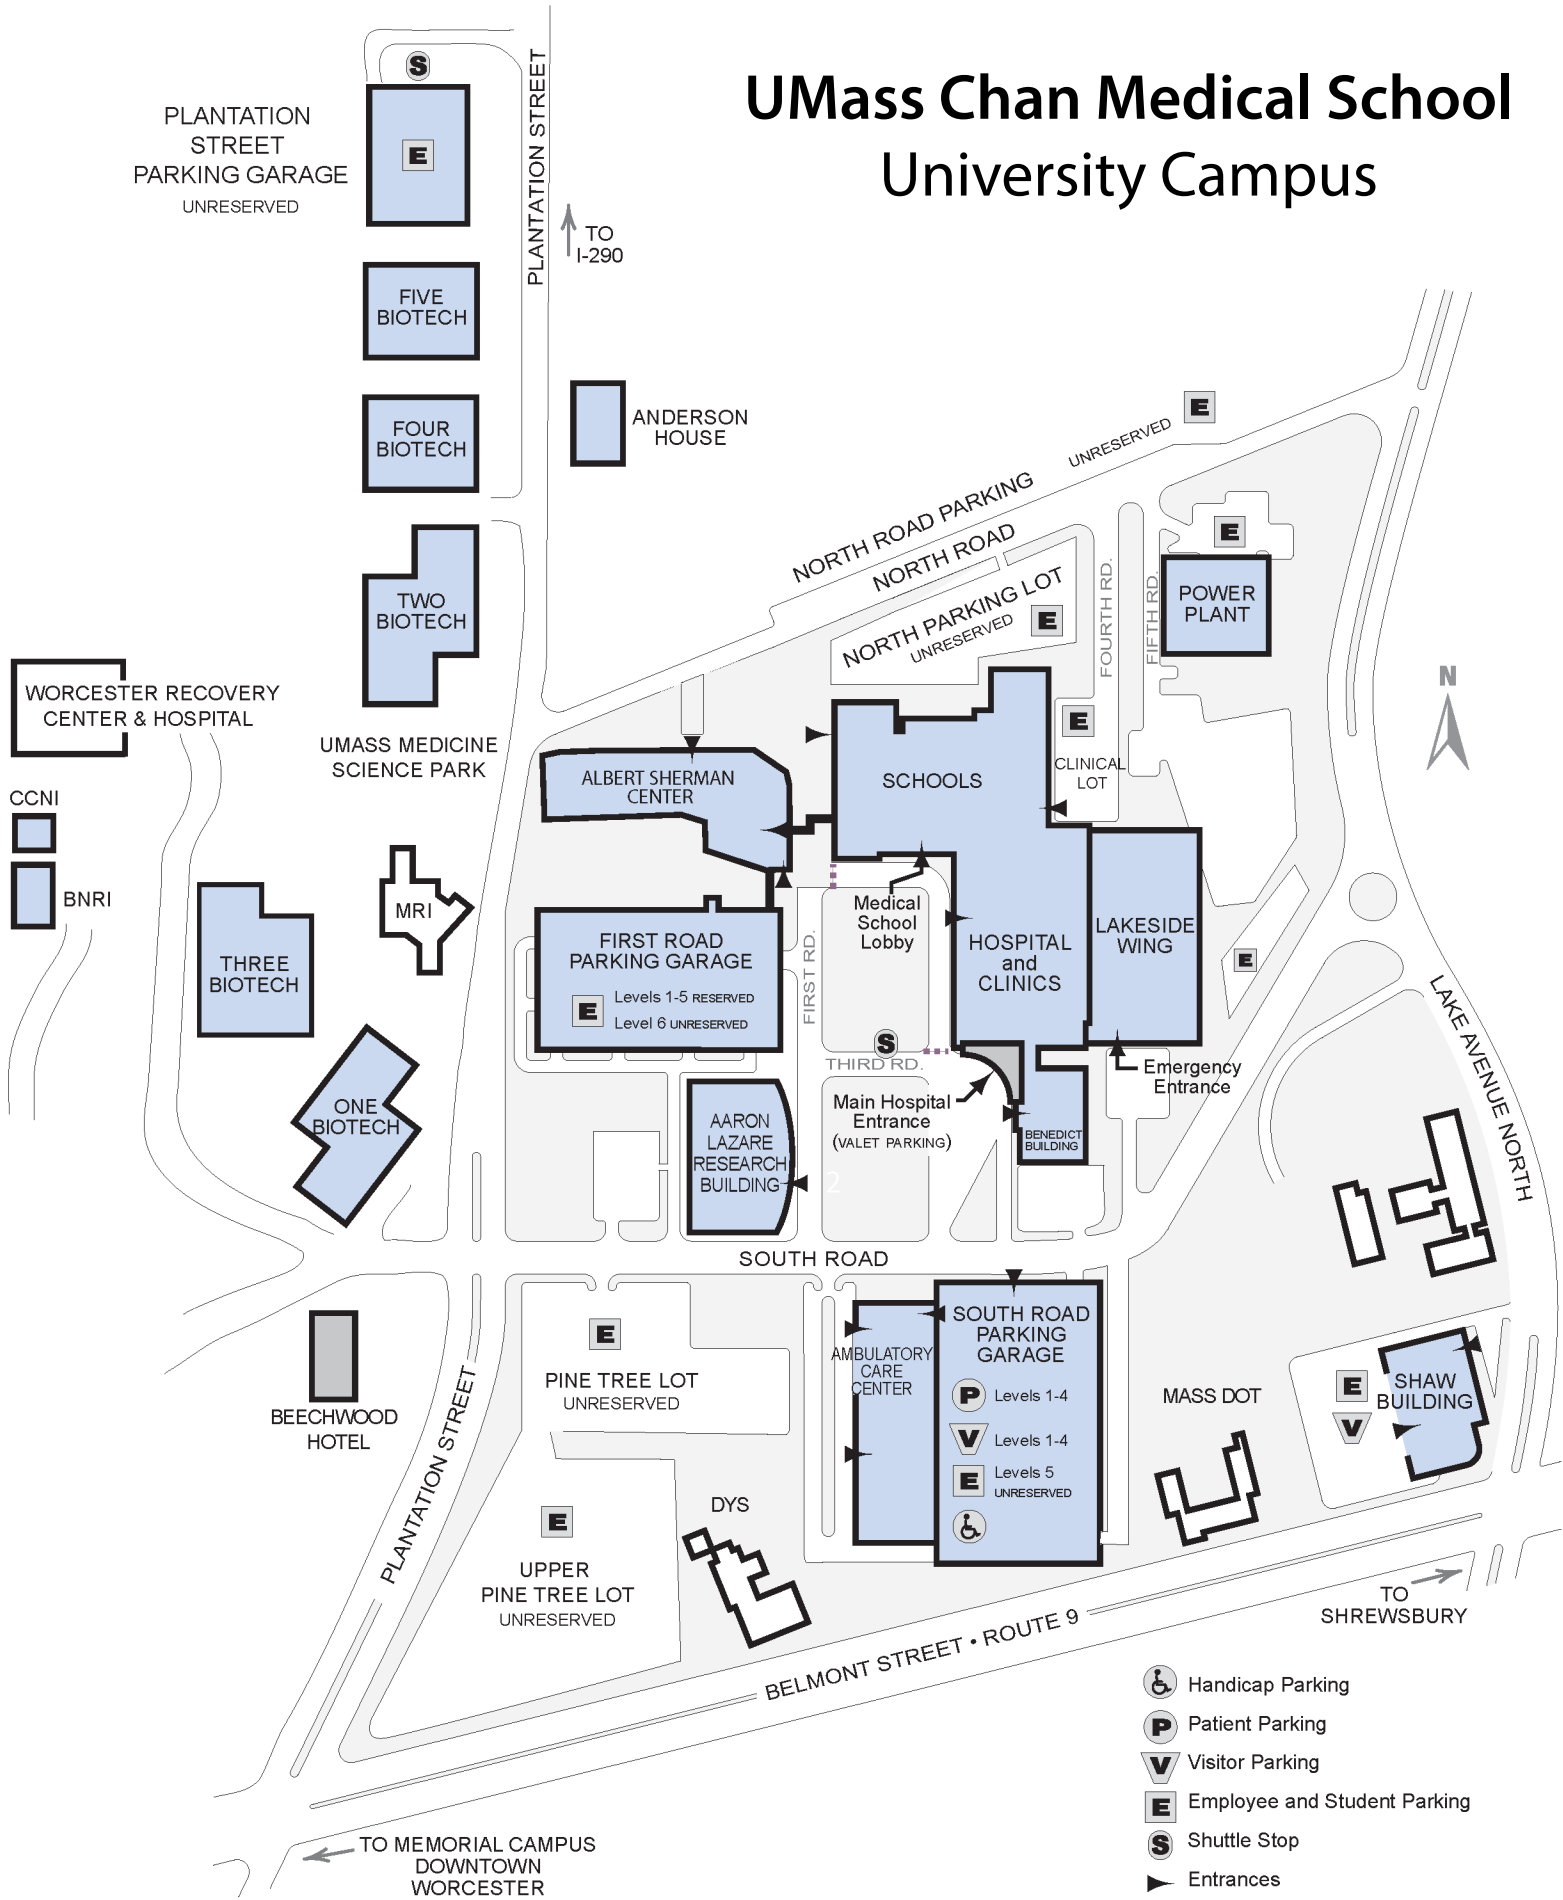 UMass Chan Medical School
University Campus
S
PLANTATION
STREET
PARKING GARAGE
UNRESERVED
E
PLANTATION STREET
TO
I-290
FIVE
BIOTECH
FOUR
BIOTECH
ANDERSON
HOUSE
TWO
BIOTECH
E
UNRESERVED
NORTH ROAD PARKING
NORTH ROAD
NORTH PARKING LOT
UNRESERVED
E
FOURTH RD.
FIFTH RD.
E
POWER
PLANT
N
WORCESTER RECOVERY
CENTER & HOSPITAL
UMASS MEDICINE
SCIENCE PARK
CCNI
BNRI
MRI
THREE
BIOTECH
ONE
BIOTECH
ALBERT SHERMAN
CENTER
SCHOOLS
E
CLINICAL
LOT
Medical
School
Lobby
HOSPITAL
and
CLINICS
LAKESIDE
WING
E
FIRST ROAD
PARKING GARAGE
E
Levels 1-5 RESERVED
Level 6 UNRESERVED
FIRST RD.
S
THIRD RD.
Main Hospital
Entrance
(VALET PARKING)
Emergency
Entrance
BENEDICT
BUILDING
AARON
LAZARE
RESEARCH
BUILDING
2
LAKE AVENUE NORTH
SOUTH ROAD
BEECHWOOD
HOTEL
PLANTATION STREET
E
PINE TREE LOT
UNRESERVED
E
UPPER
PINE TREE LOT
UNRESERVED
DYS
AMBULATORY
CARE
CENTER
SOUTH ROAD
PARKING
GARAGE
P Levels 1-4
V Levels 1-4
E Levels 5
UNRESERVED
MASS DOT
E
V
SHAW
BUILDING
TO
SHREWSBURY
BELMONT STREET • ROUTE 9
TO MEMORIAL CAMPUS
DOWNTOWN
WORCESTER
Handicap Parking
P Patient Parking
V Visitor Parking
E Employee and Student Parking
S Shuttle Stop
Entrances